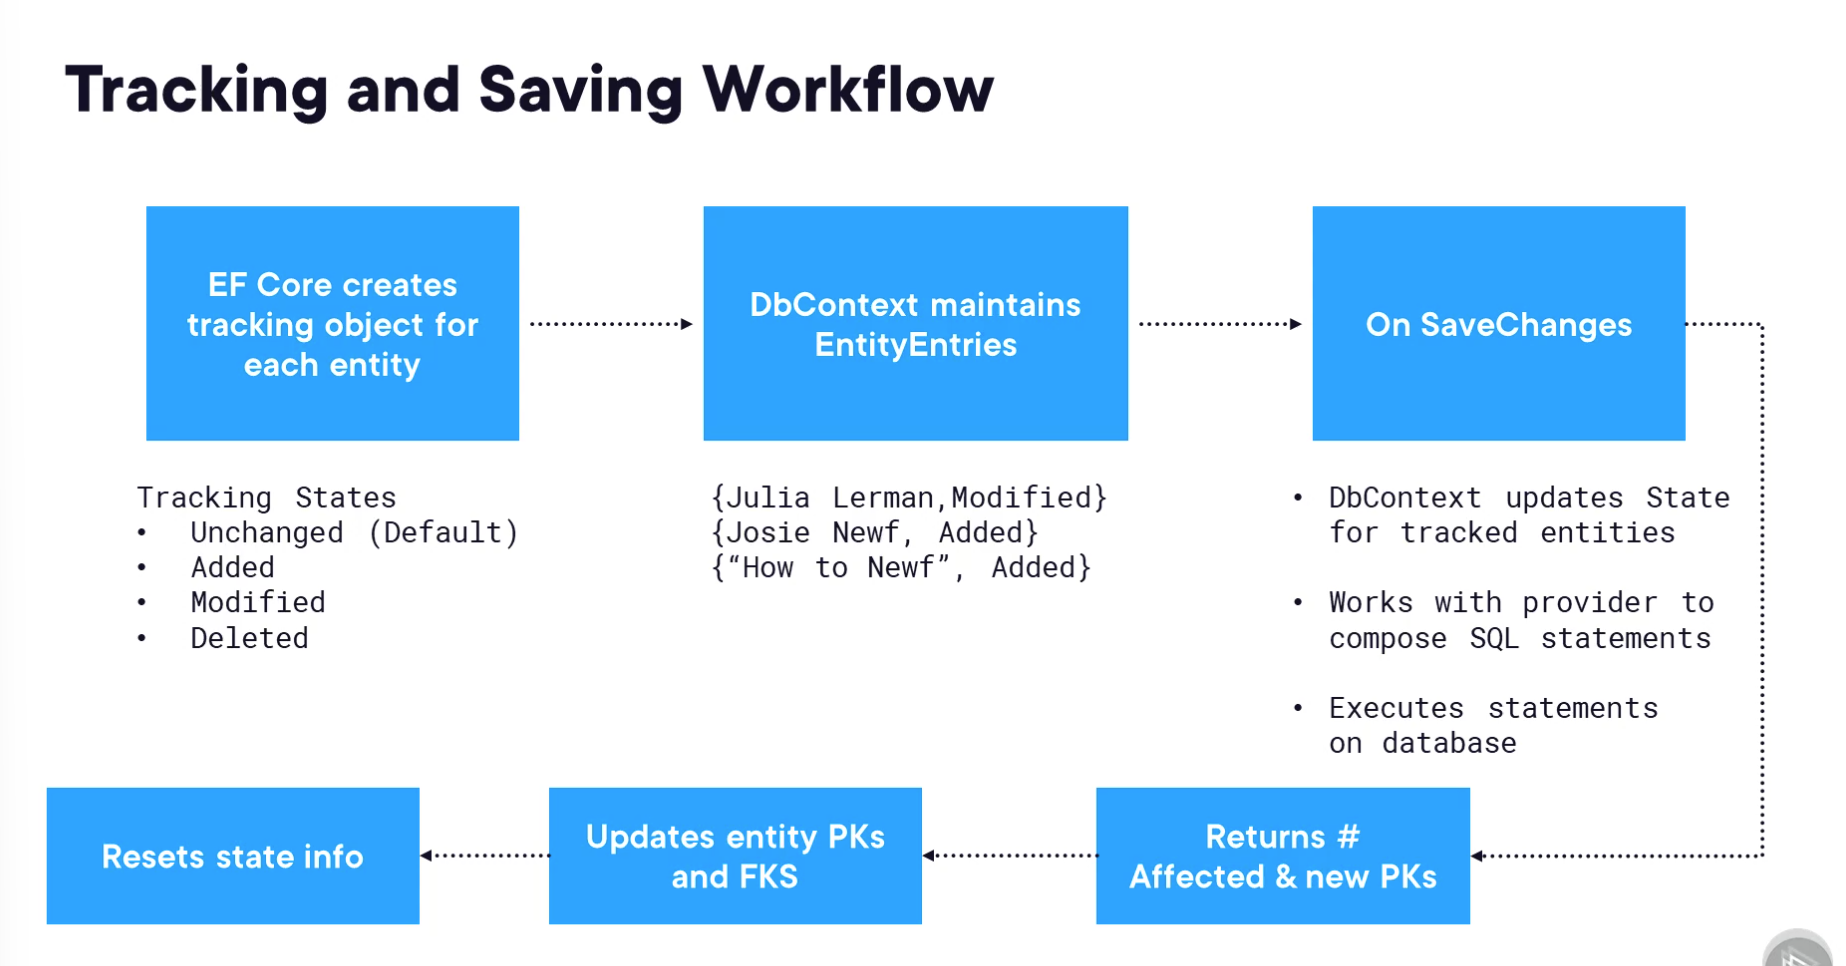 Tracking and Saving Workflow
EF Core creates
tracking object for
each entity
DbContext maintains
EntityEntries
On SaveChanges
Tracking States
• Unchanged (Default)
• Added
• Modified
• Deleted
{Julia Lerman,Modified}
{Josie Newf, Added}
{“How to Newf”, Added}
• DbContext updates State
for tracked entities
• Works with provider to
compose SQL statements
• Executes statements
on database
Returns #
Affected & new PKs
Updates entity PKs
and FKS
Resets state info